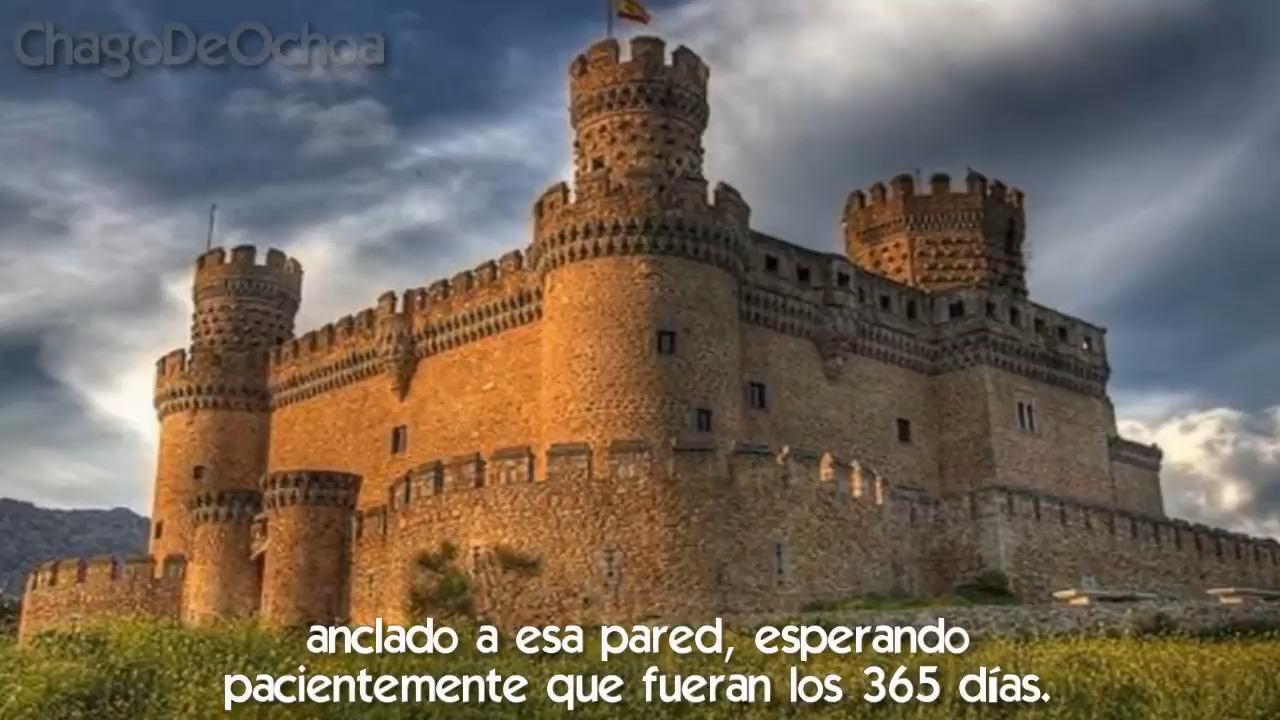 ChagoDeOchoa
anclado a esa pared, esperando
pacientemente que fueran los 365 días.